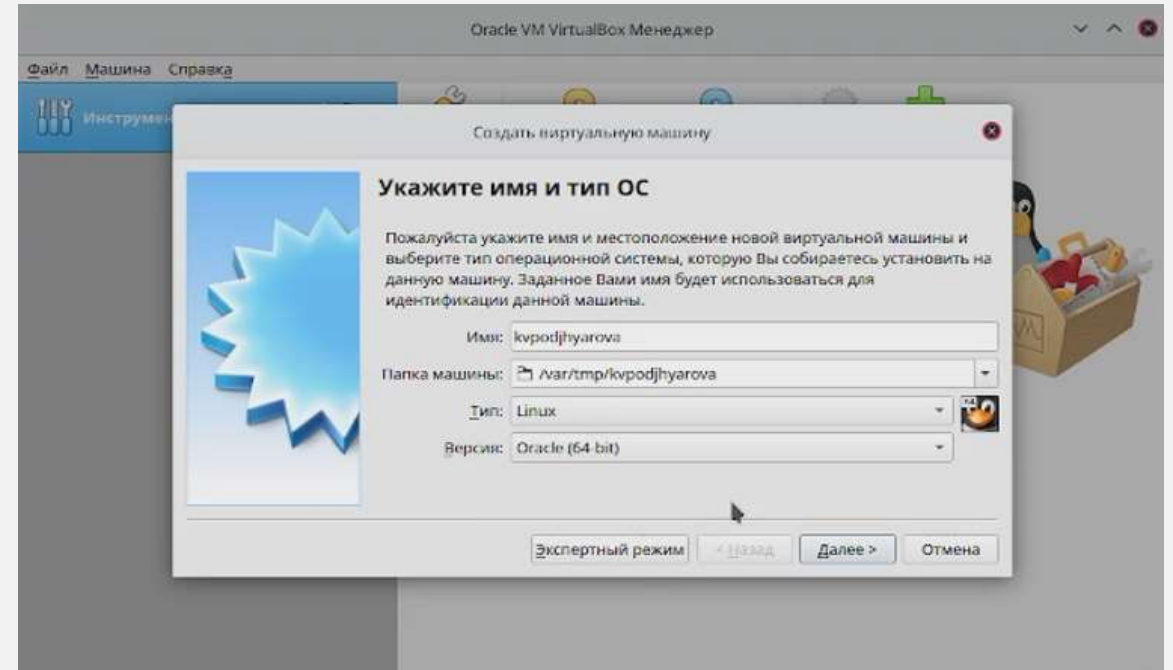 Oracle VM VirtualBox Менеджер
Файл Машина Справка
Создать виртуальную машину
Укажите имя и тип ОС
Пожалуйста укажите имя и местоположение новой виртуальной машины и
выберите тип операционной системы, которую Вы собираетесь установить на
данную машину. Заданное Вами имя будет использоваться для
идентификации данной машины.
Имя: kvpodjhyarova
Папка машины: /var/tmp/kvpodjhyarova
Тип: Linux
Версия: Oracle (64-bit)
Экспертный режим < Назад Далее > Отмена